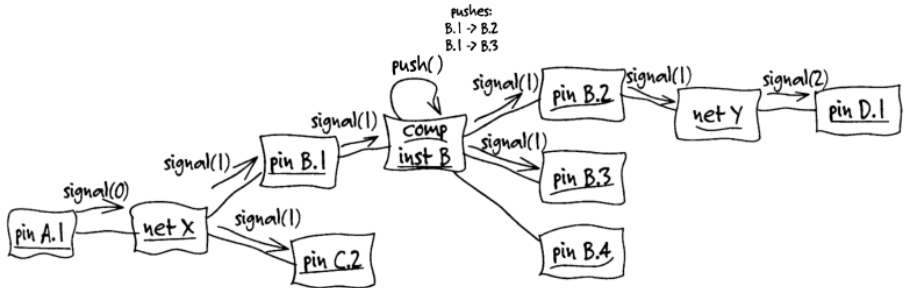 pushes:
B.1 -> B.2
B.1 -> B.3
push()
signal(1)
pin B.2
signal(1)
net Y
signal(2)
pin D.1
signal(1)
comp
inst B
signal(1)
pin B.3
signal(1)
pin B.1
signal(0)
pin A.1
net X
signal(1)
pin C.2
pin B.4